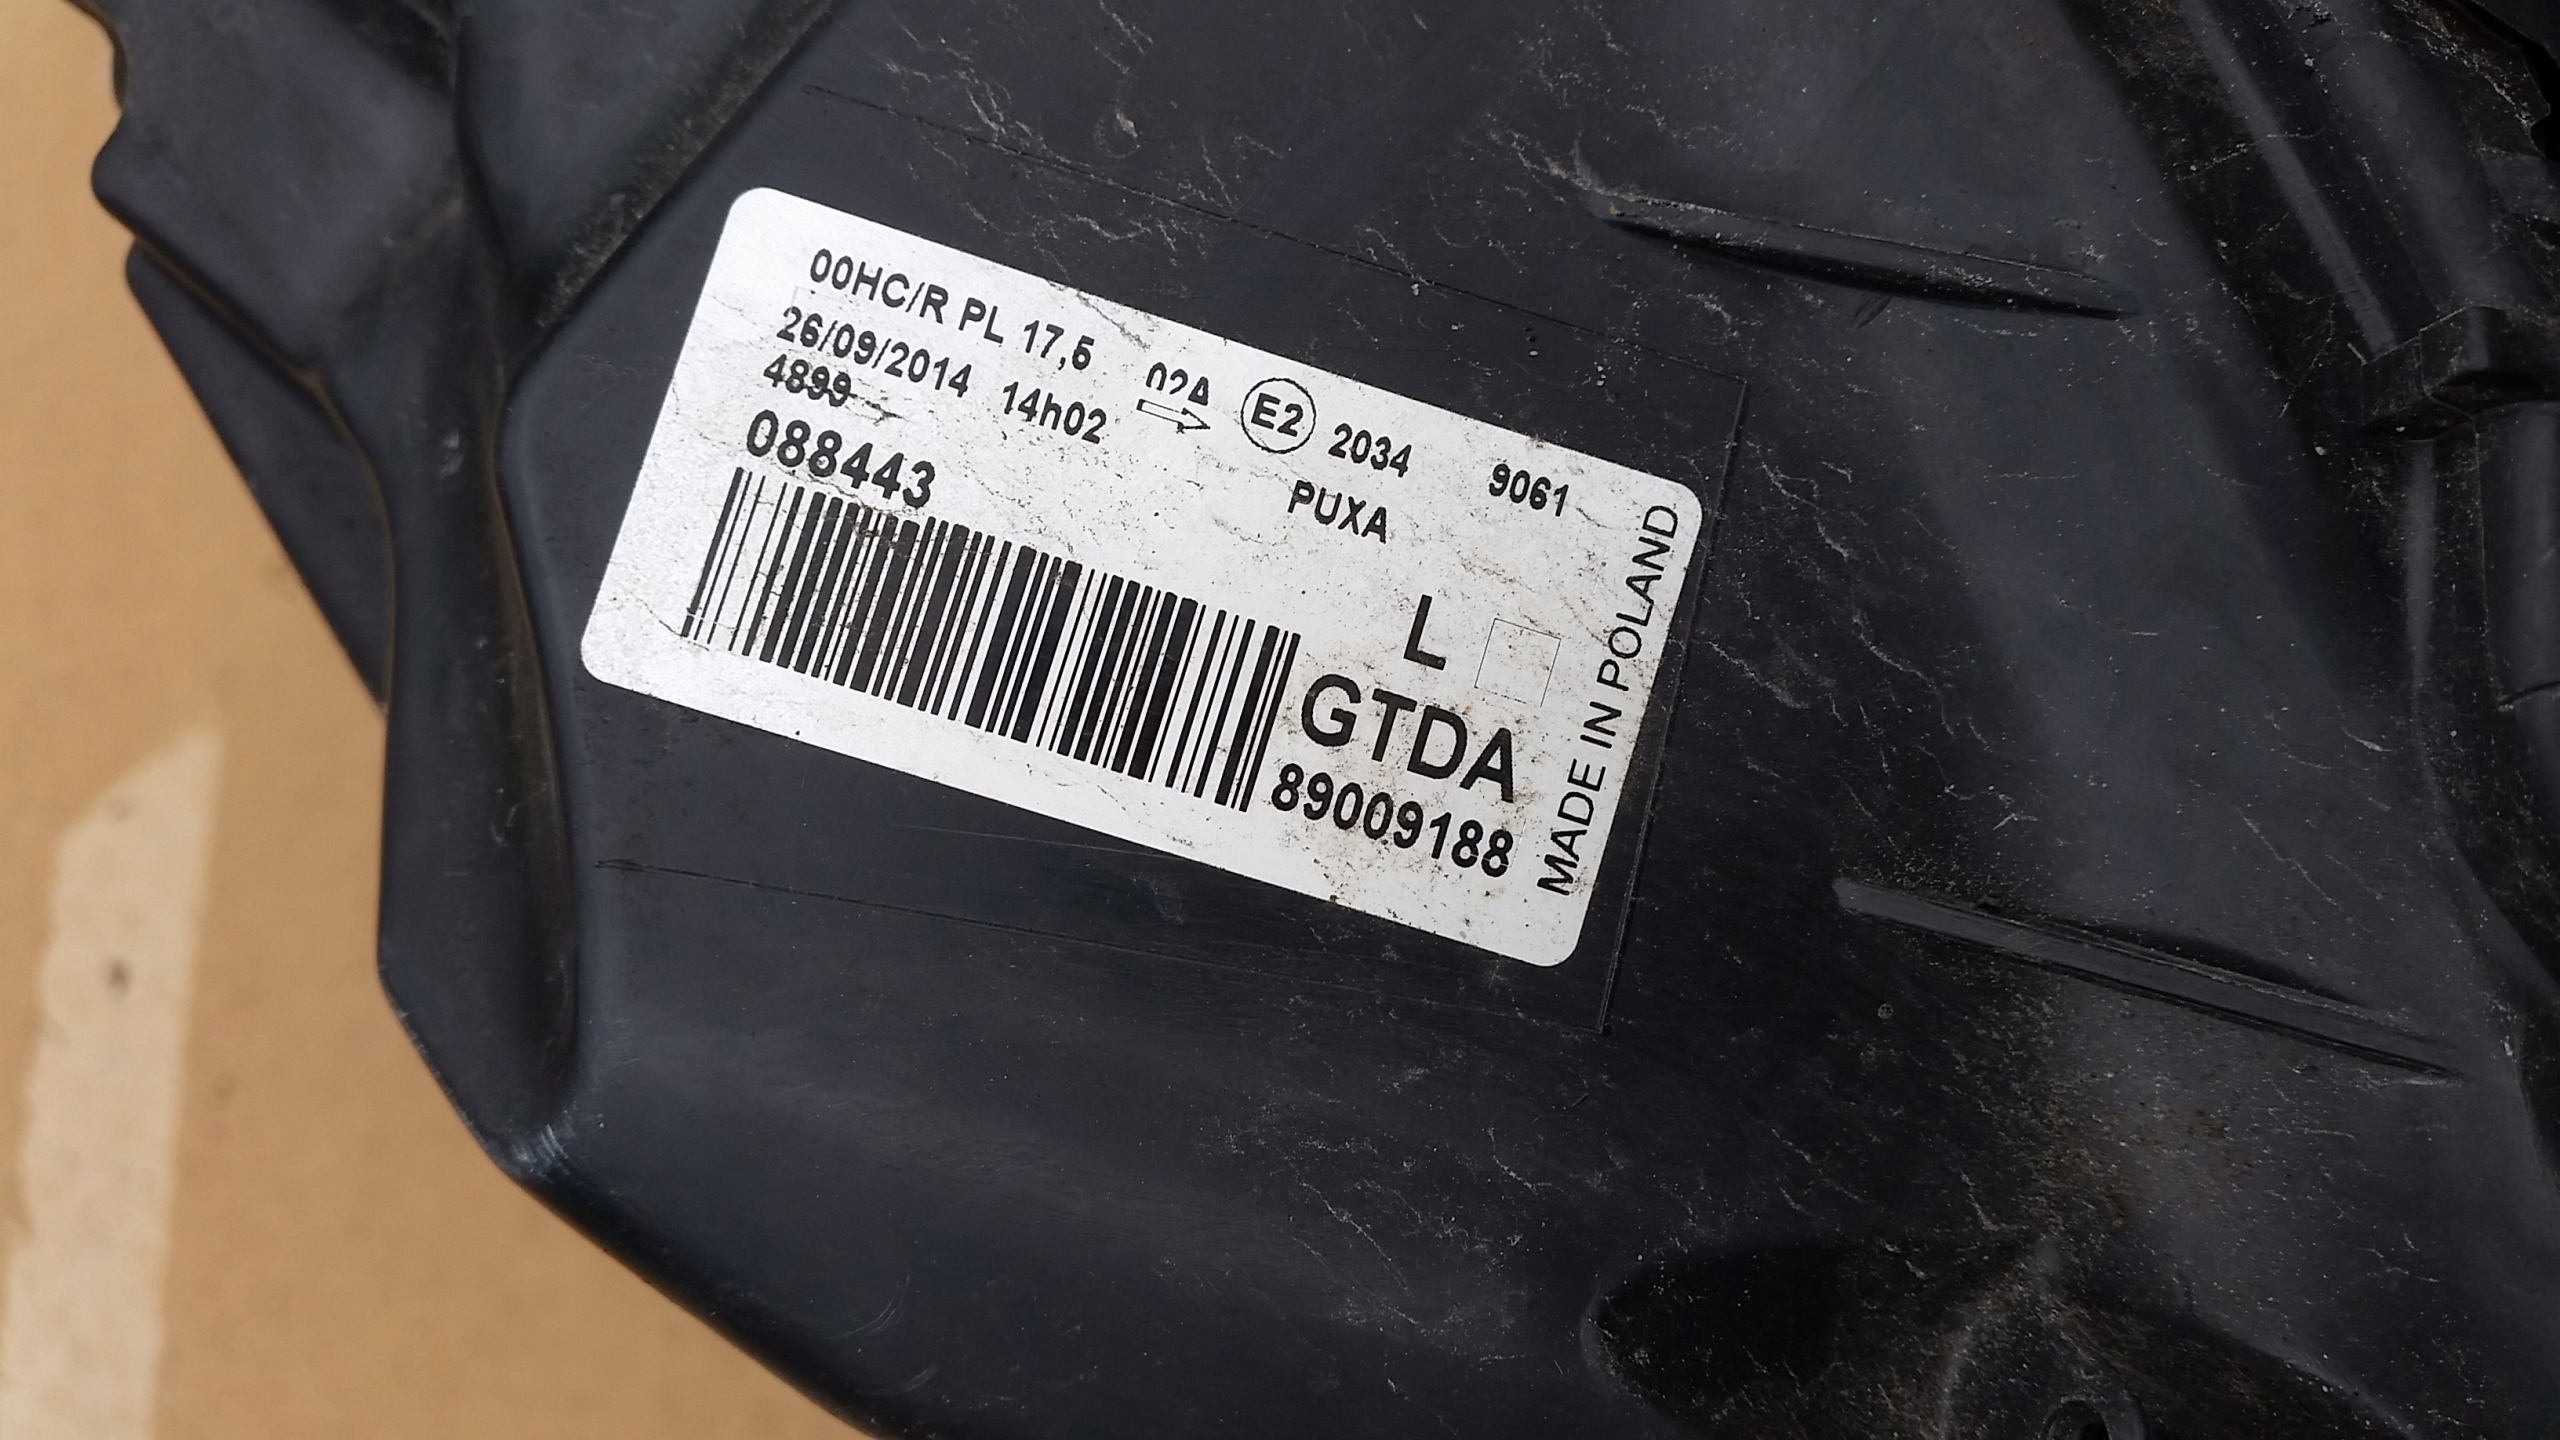 00HC/R PL 17,5 02A E2 2034 9061
26/09/2014 14h02 PUXA
4899
088443
L
GTDA
89009188
MADE IN POLAND